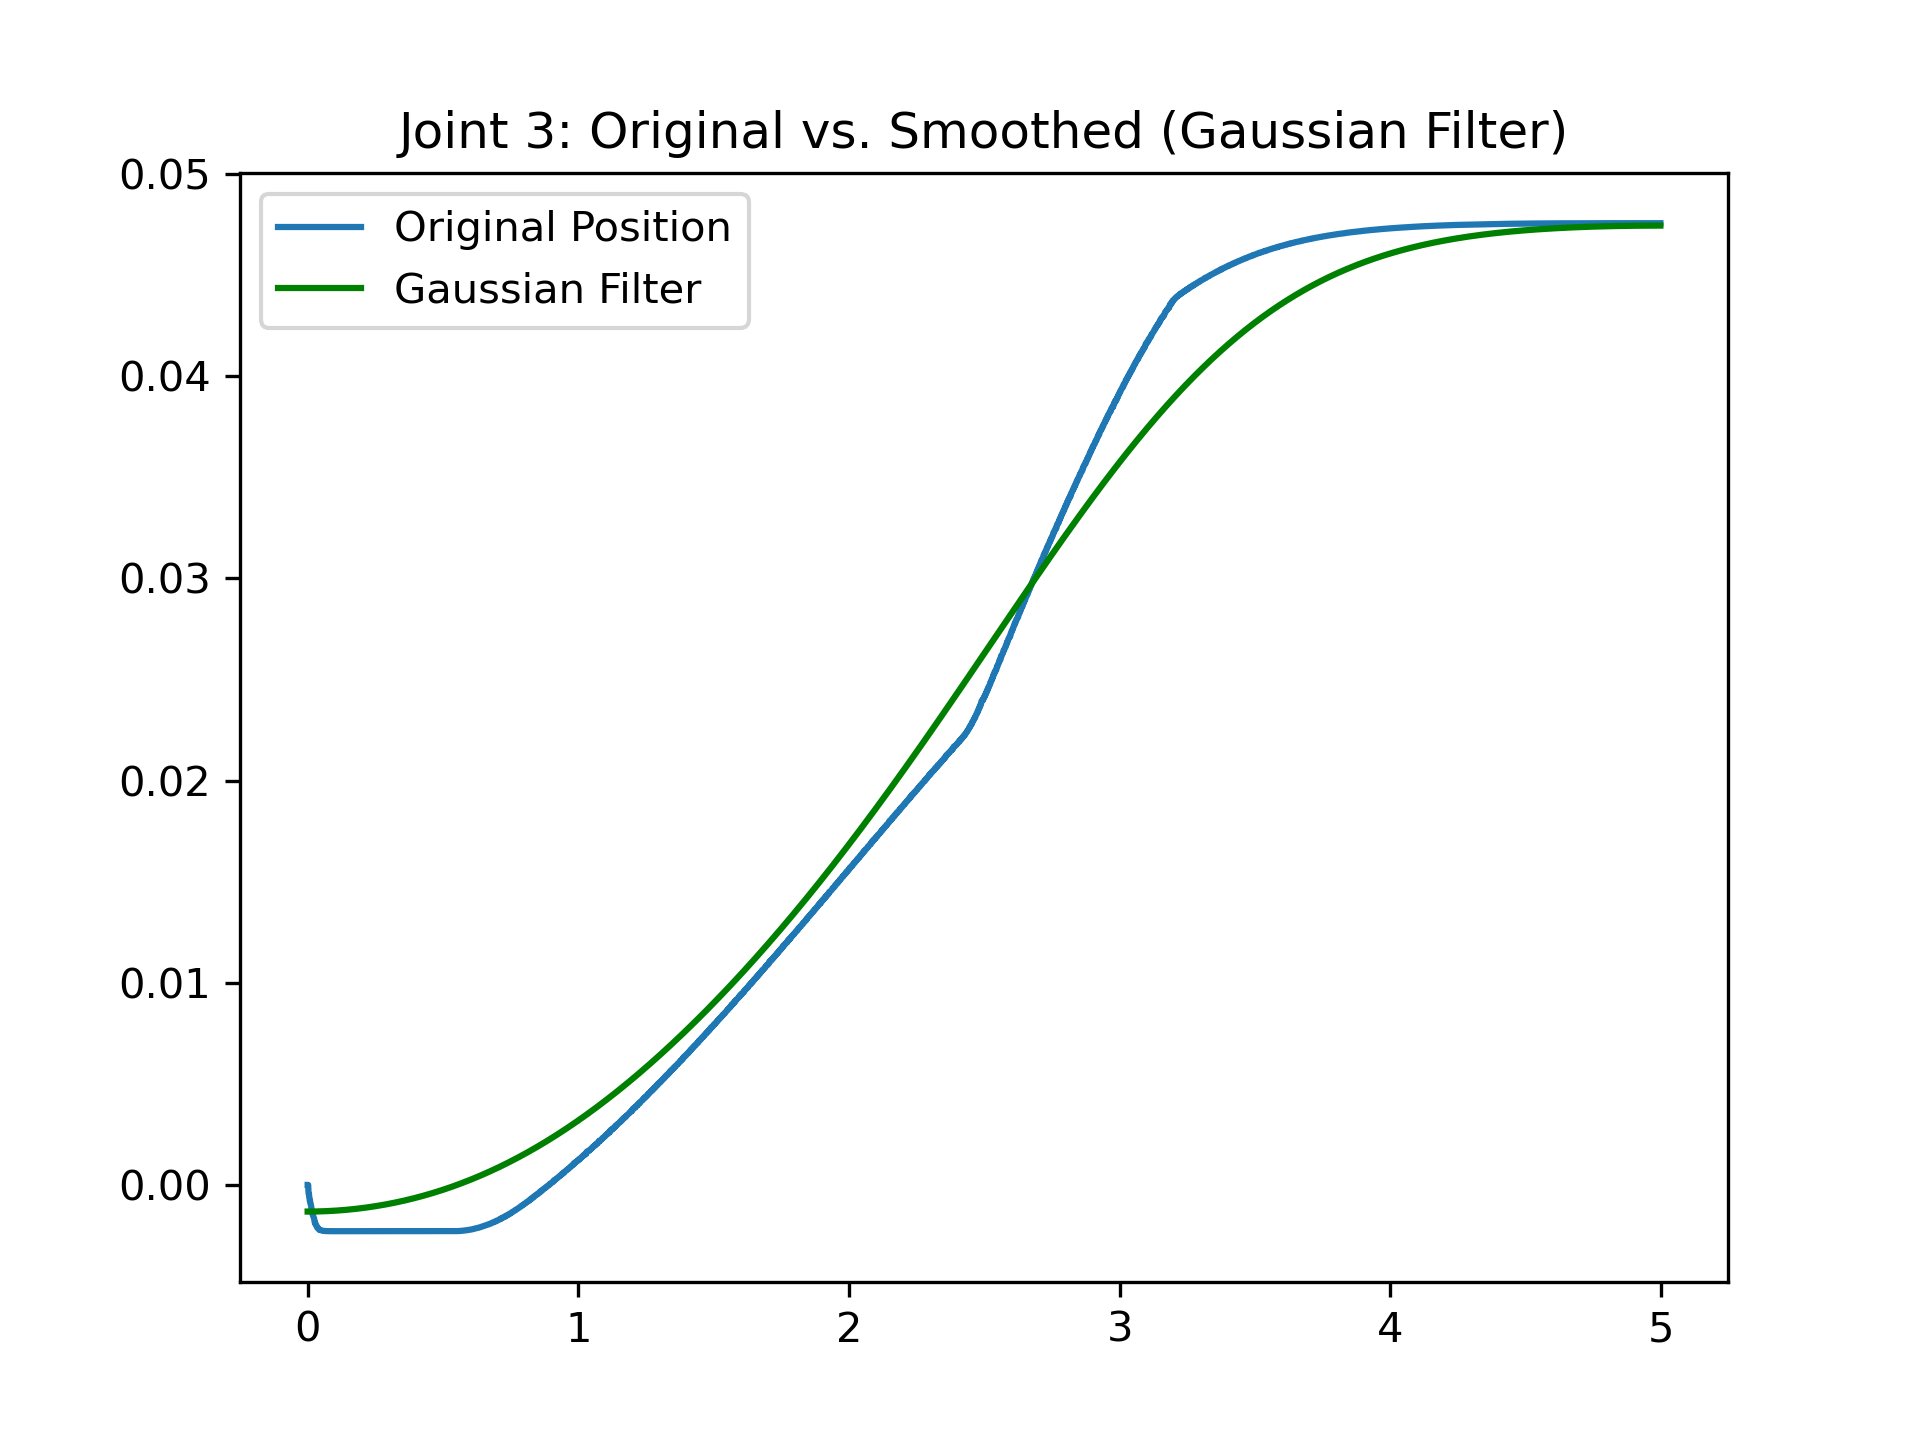 Joint 3: Original vs. Smoothed (Gaussian Filter)
0.05
Original Position
Gaussian Filter
0.04
0.03
0.02
0.01
0.00
0 1 2 3 4 5